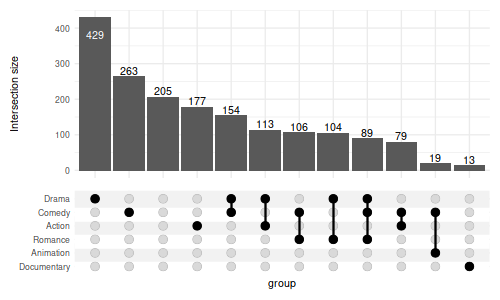 Intersection size
400
300
200
100
0
429
263
205
177
154
113
106
104
89
79
19
13
Drama
Comedy
Action
Romance
Animation
Documentary
group